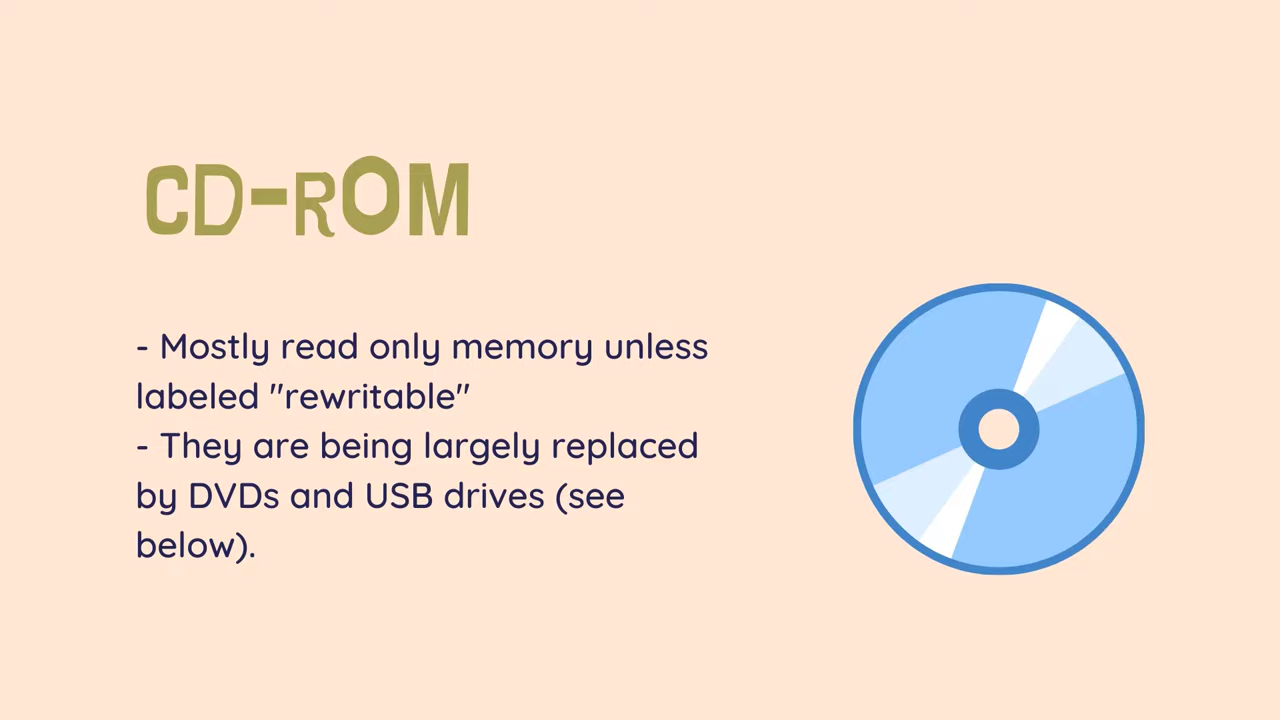 CD-ROM
- Mostly read only memory unless
labeled "rewritable"
- They are being largely replaced
by DVDs and USB drives (see
below).